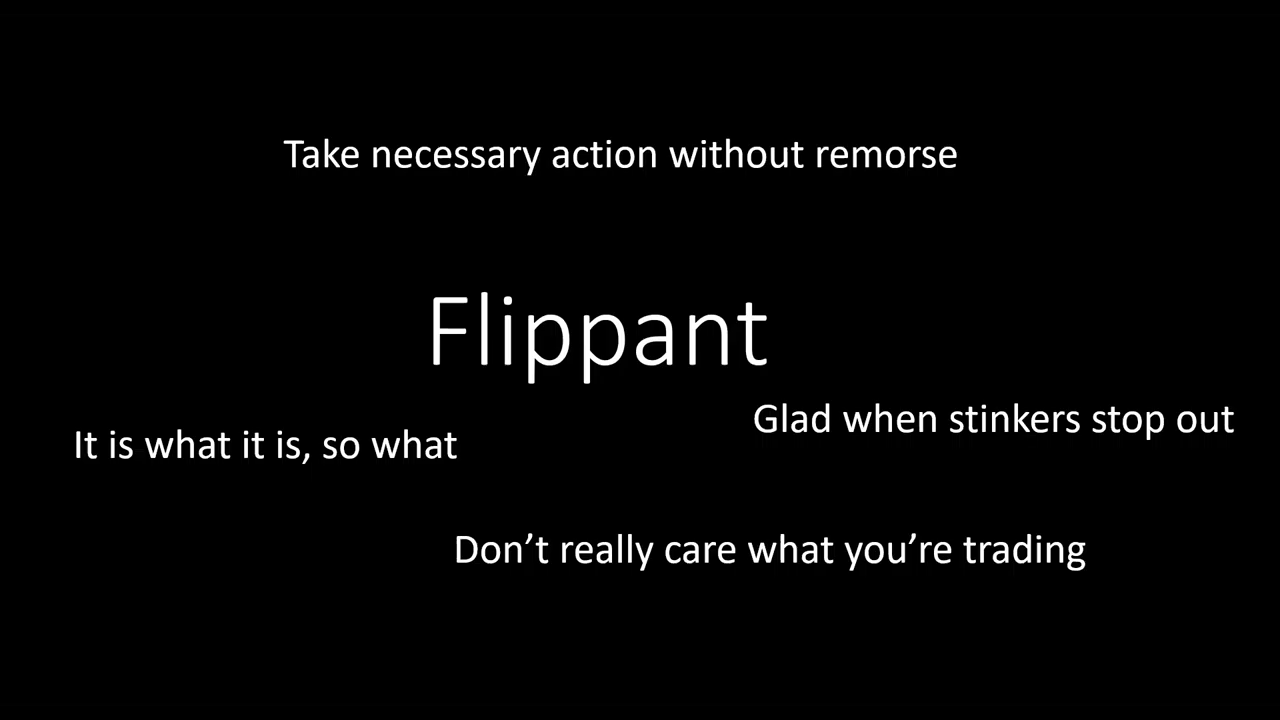 Take necessary action without remorse
Flippant
Glad when stinkers stop out
It is what it is, so what
Don’t really care what you’re trading